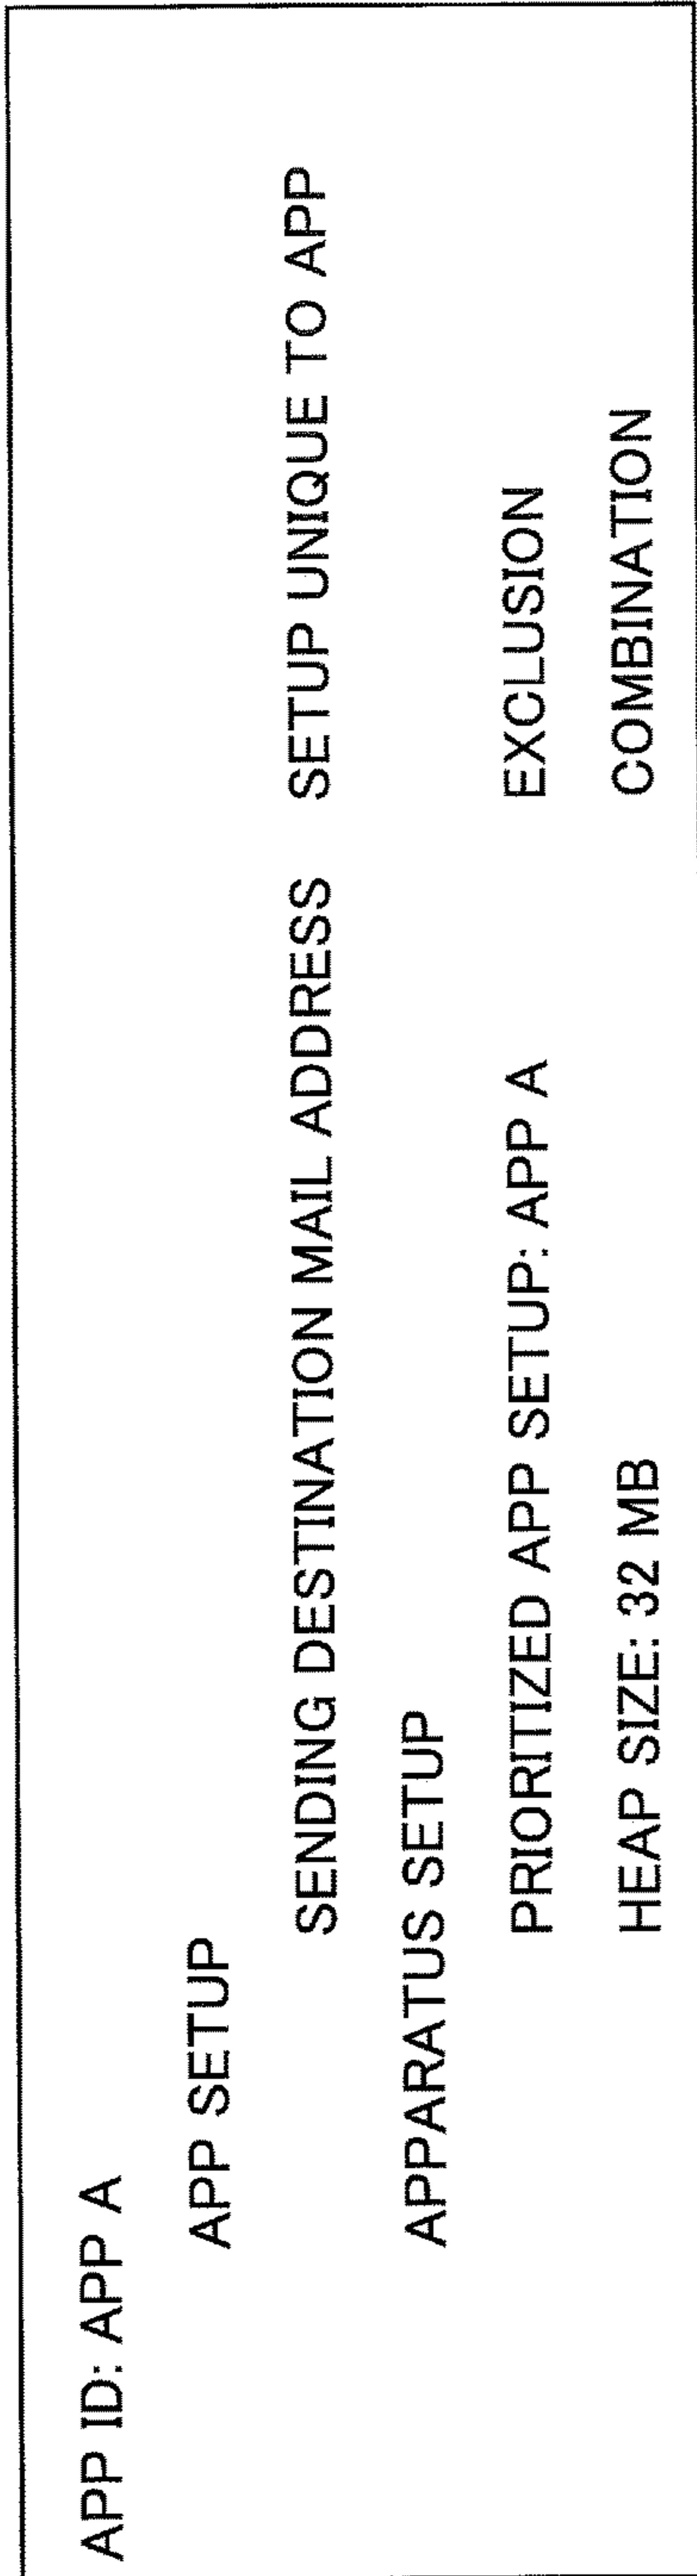 APP ID: APP A
APP SETUP
SENDING DESTINATION MAIL ADDRESS SETUP UNIQUE TO APP
APPARATUS SETUP
PRIORITIZED APP SETUP: APP A EXCLUSION
HEAP SIZE: 32 MB COMBINATION